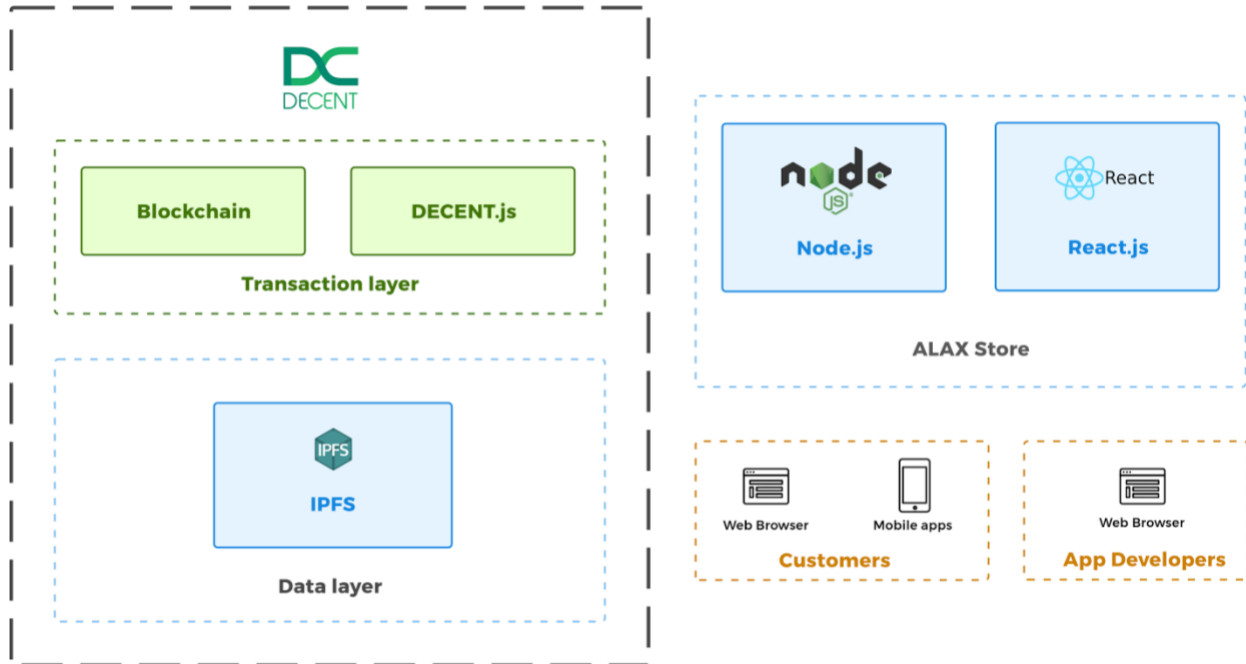 DC
DECENT
Blockchain
DECENT.js
Transaction layer
IPFS
IPFS
Data layer
node
JS
Node.js
React
React.js
ALAX Store
Web Browser
Mobile apps
Customers
Web Browser
App Developers